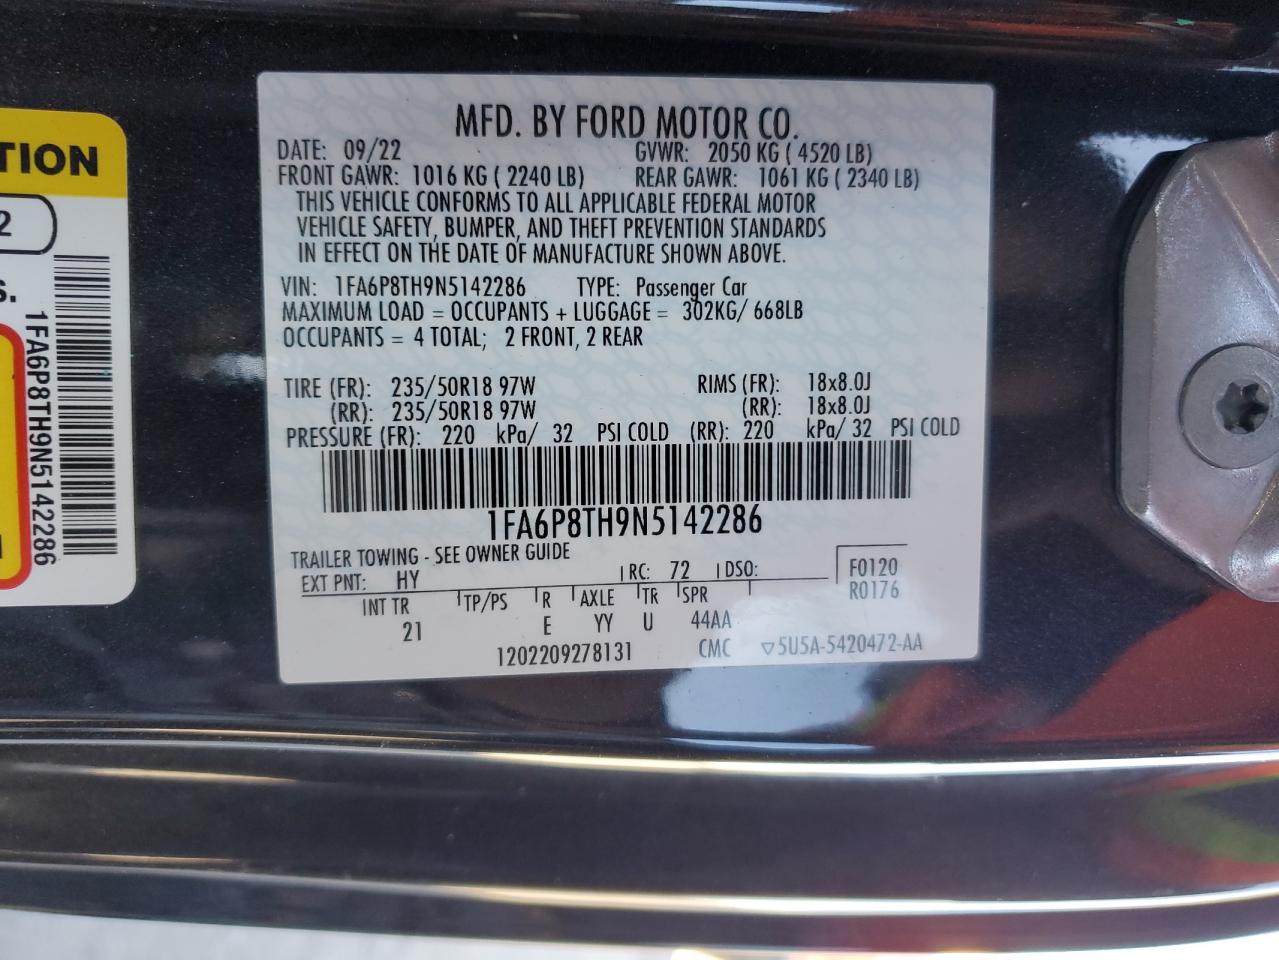 MFD. BY FORD MOTOR CO.
DATE: 09/22 GVWR: 2050 KG ( 4520 LB)
FRONT GAWR: 1016 KG ( 2240 LB) REAR GAWR: 1061 KG ( 2340 LB)
THIS VEHICLE CONFORMS TO ALL APPLICABLE FEDERAL MOTOR
VEHICLE SAFETY, BUMPER, AND THEFT PREVENTION STANDARDS
IN EFFECT ON THE DATE OF MANUFACTURE SHOWN ABOVE.
VIN: 1FA6P8TH9N5142286 TYPE: Passenger Car
MAXIMUM LOAD = OCCUPANTS + LUGGAGE = 302KG/ 668LB
OCCUPANTS = 4 TOTAL; 2 FRONT, 2 REAR
TIRE (FR): 235/50R18 97W RIMS (FR): 18x8.0J
(RR): 235/50R18 97W (RR): 18x8.0J
PRESSURE (FR): 220 kPa/ 32 PSI COLD (RR): 220 kPa/ 32 PSI COLD
1FA6P8TH9N5142286
TRAILER TOWING - SEE OWNER GUIDE
EXT PNT: HY RC: 72 DSO: F0120
R0176
INT TR TP/PS R AXLE TR SPR
21 E YY U 44AA
1202209278131 CMC ▽5U5A-5420472-AA
TION
2
S.
1FA6P8TH9N5142286